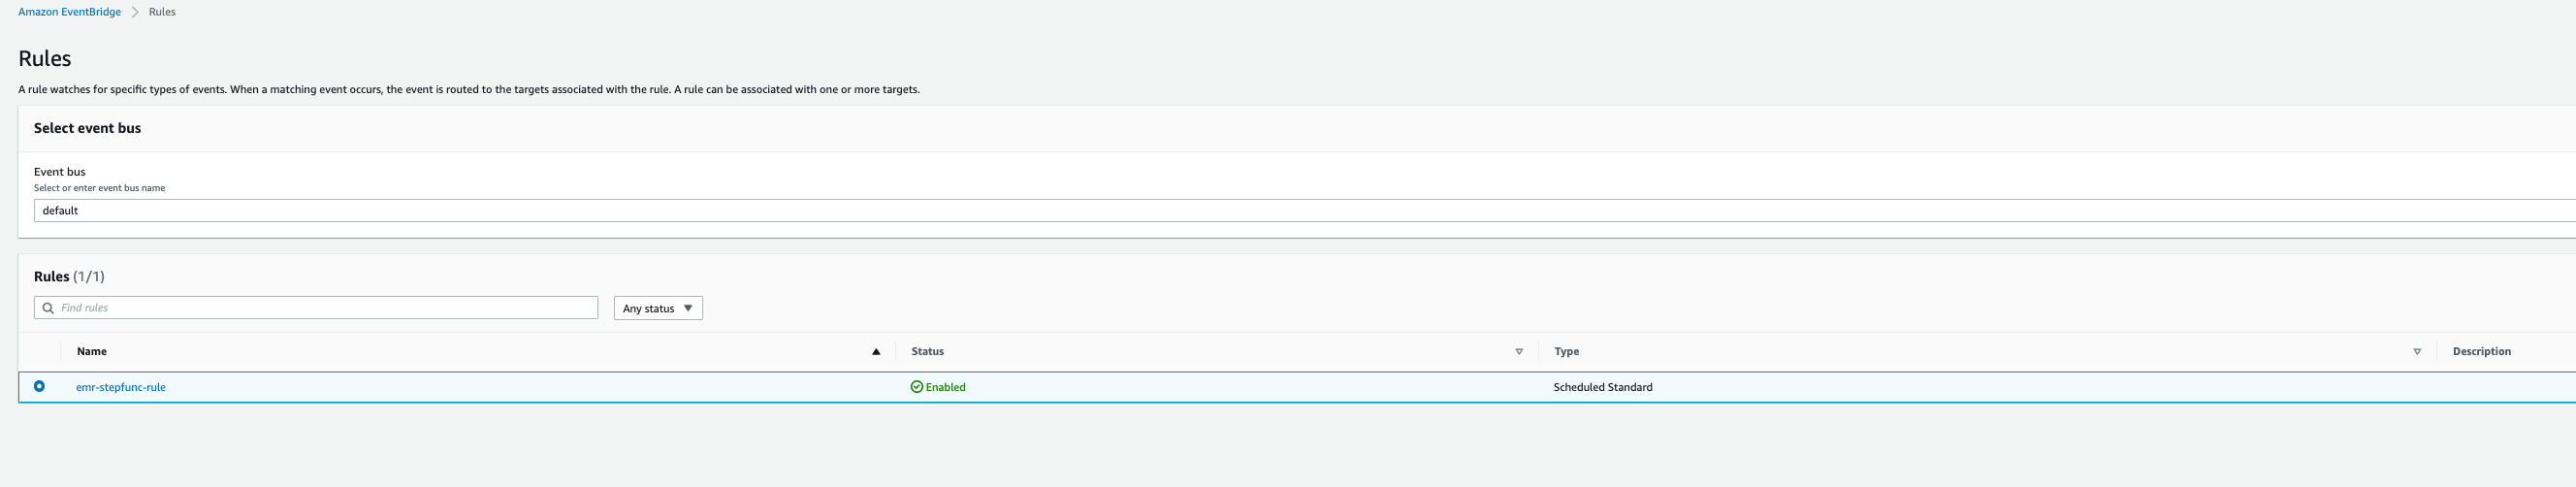 Amazon EventBridge Rules
Rules
A rule watches for specific types of events. When a matching event occurs, the event is routed to the targets associated with the rule. A rule can be associated with one or more targets.
Select event bus
Event bus
Select or enter event bus name
default
Rules (1/1)
Find rules Any status
Name Status Type Description
emr-stepfunc-rule Enabled Scheduled Standard